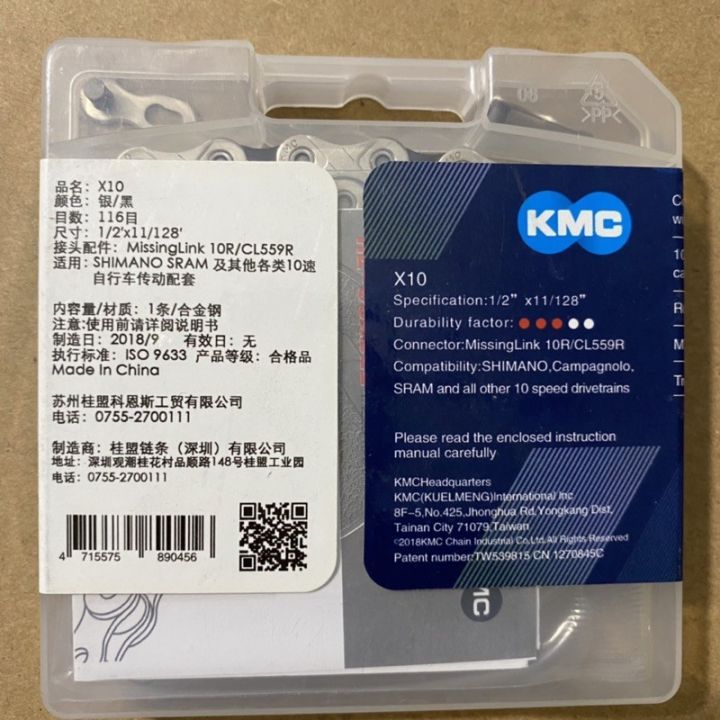 68
5
>PP<
品名：X10
颜色：银/黑
目数：116目
尺寸：1/2'x11/128'
接头配件：MissingLink 10R/CL559R
适用：SHIMANO SRAM 及其他各类10速
自行车传动配套
内容量/材质：1条/合金钢
注意:使用前请详阅说明书
制造日：2018/9 有效日：无
执行标准：ISO 9633 产品等级：合格品
Made In China
苏州桂盟科恩斯工贸有限公司
电话：0755-2700111
制造商：桂盟链条（深圳）有限公司
地址：深圳观潮桂花村品顺路148号桂盟工业园
电话：0755-2700111
4 715575 890456
KMC
X10
Specification:1/2” x11/128”
Durability factor:
Connector:MissingLink 10R/CL559R
Compatibility:SHIMANO,Campagnolo,
SRAM and all other 10 speed drivetrains
Please read the enclosed instruction
manual carefully
KMCHeadquarters
KMC(KUELMENG)International Inc
8F-5,No.425,Jhonghua Rd.Yongkang Dist,
Tainan City 71079,Taiwan
©2018KMC Chain Industrial Co.Ltd.All Rights Reserved
Patent number:TW539815 CN 1270845C
MC